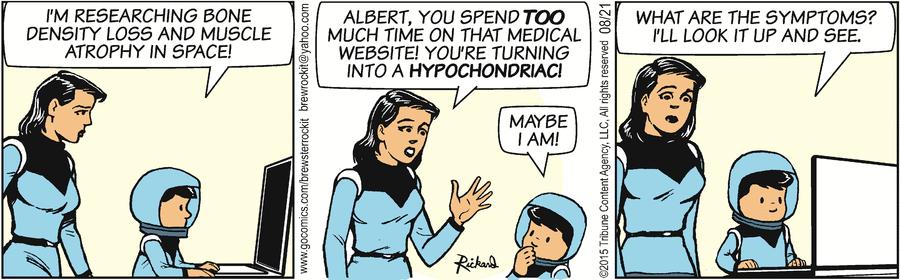 I'M RESEARCHING BONE
DENSITY LOSS AND MUSCLE
ATROPHY IN SPACE!
www.gocomics.com/brewsterrockit brewrockit@yahoo.com
ALBERT, YOU SPEND TOO
MUCH TIME ON THAT MEDICAL
WEBSITE! YOU'RE TURNING
INTO A HYPOCHONDRIAC!
MAYBE
I AM!
Rickard
©2015 Tribune Content Agency, LLC, All rights reserved 08/21
WHAT ARE THE SYMPTOMS?
I'LL LOOK IT UP AND SEE.